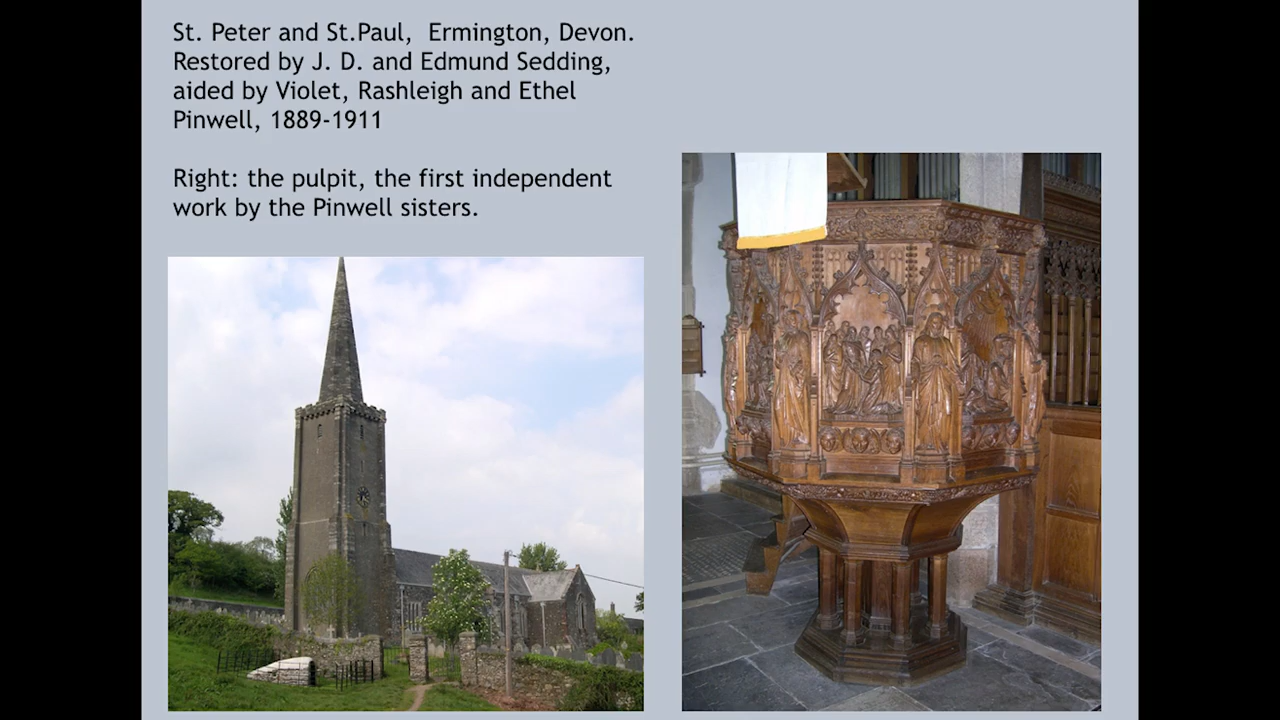 St. Peter and St.Paul, Ermington, Devon.
Restored by J. D. and Edmund Sedding,
aided by Violet, Rashleigh and Ethel
Pinwell, 1889-1911
Right: the pulpit, the first independent
work by the Pinwell sisters.